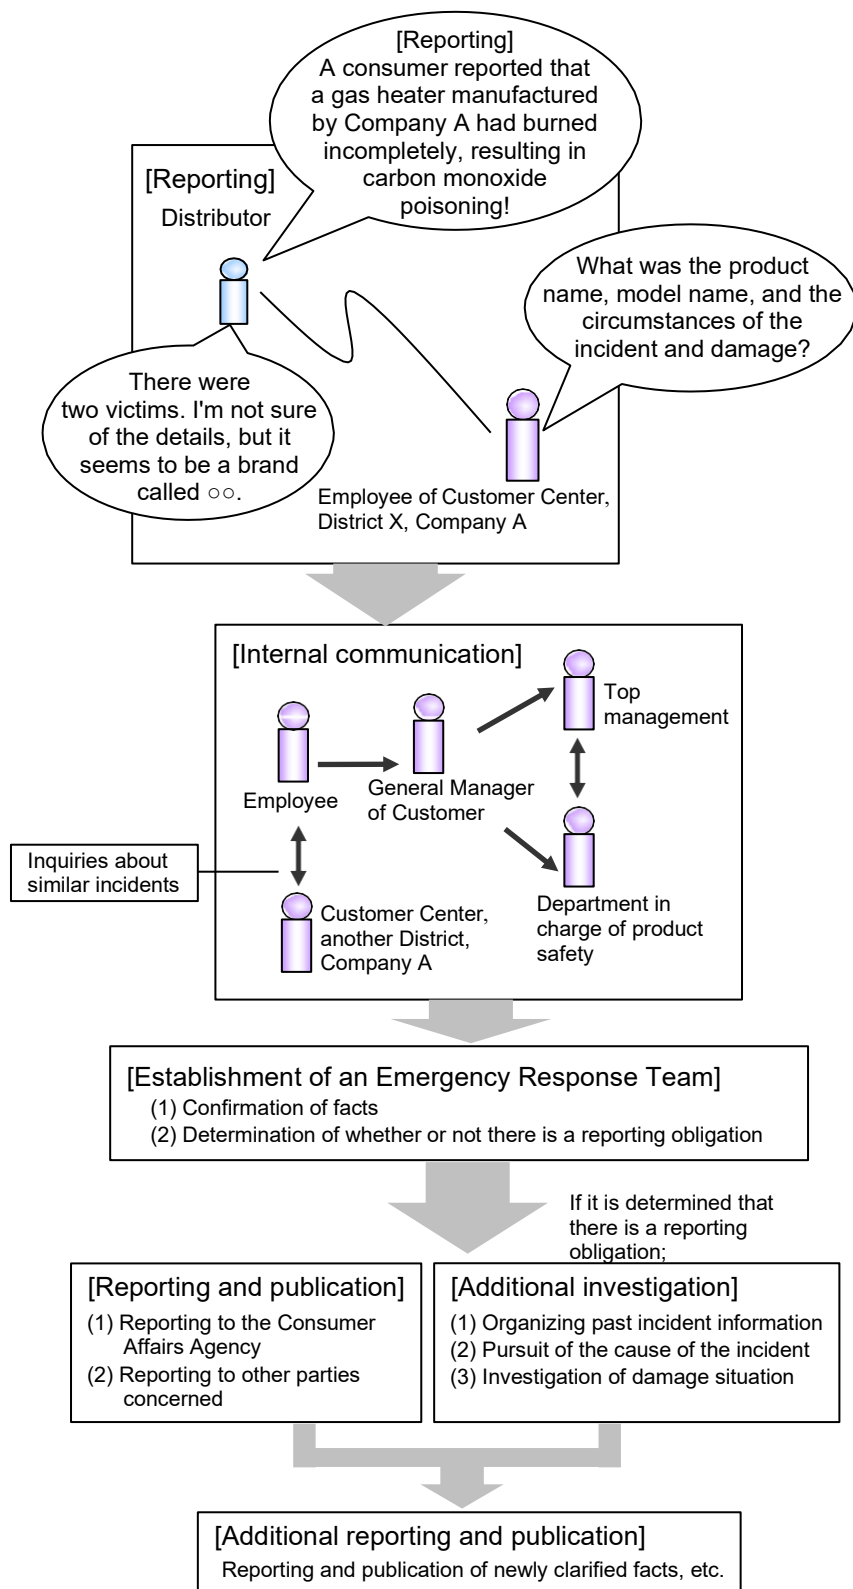 [Reporting]
A consumer reported that
a gas heater manufactured
by Company A had burned
incompletely, resulting in
carbon monoxide
poisoning!
[Reporting]
Distributor
What was the product
name, model name, and the
circumstances of the
incident and damage?
There were
two victims. I'm not sure
of the details, but it
seems to be a brand
called ○○.
Employee of Customer Center,
District X, Company A
[Internal communication]
Top
management
Employee
General Manager
of Customer
Inquiries about
similar incidents
Customer Center,
another District,
Company A
Department in
charge of product
safety
[Establishment of an Emergency Response Team]
(1) Confirmation of facts
(2) Determination of whether or not there is a reporting obligation
If it is determined that
there is a reporting
obligation;
[Reporting and publication]
(1) Reporting to the Consumer
Affairs Agency
(2) Reporting to other parties
concerned
[Additional investigation]
(1) Organizing past incident information
(2) Pursuit of the cause of the incident
(3) Investigation of damage situation
[Additional reporting and publication]
Reporting and publication of newly clarified facts, etc.